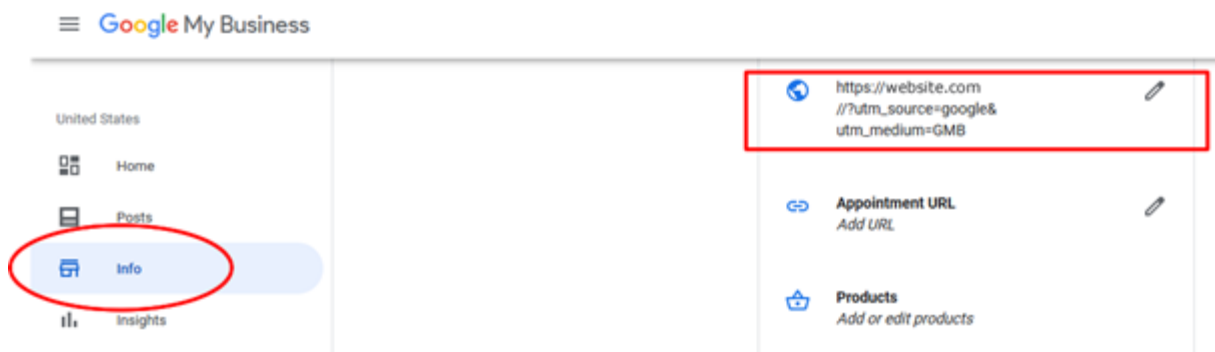 Google My Business
United States
Home
Posts
Info
Insights
https://website.com
//?utm_source=google&
utm_medium=GMB
Appointment URL
Add URL
Products
Add or edit products